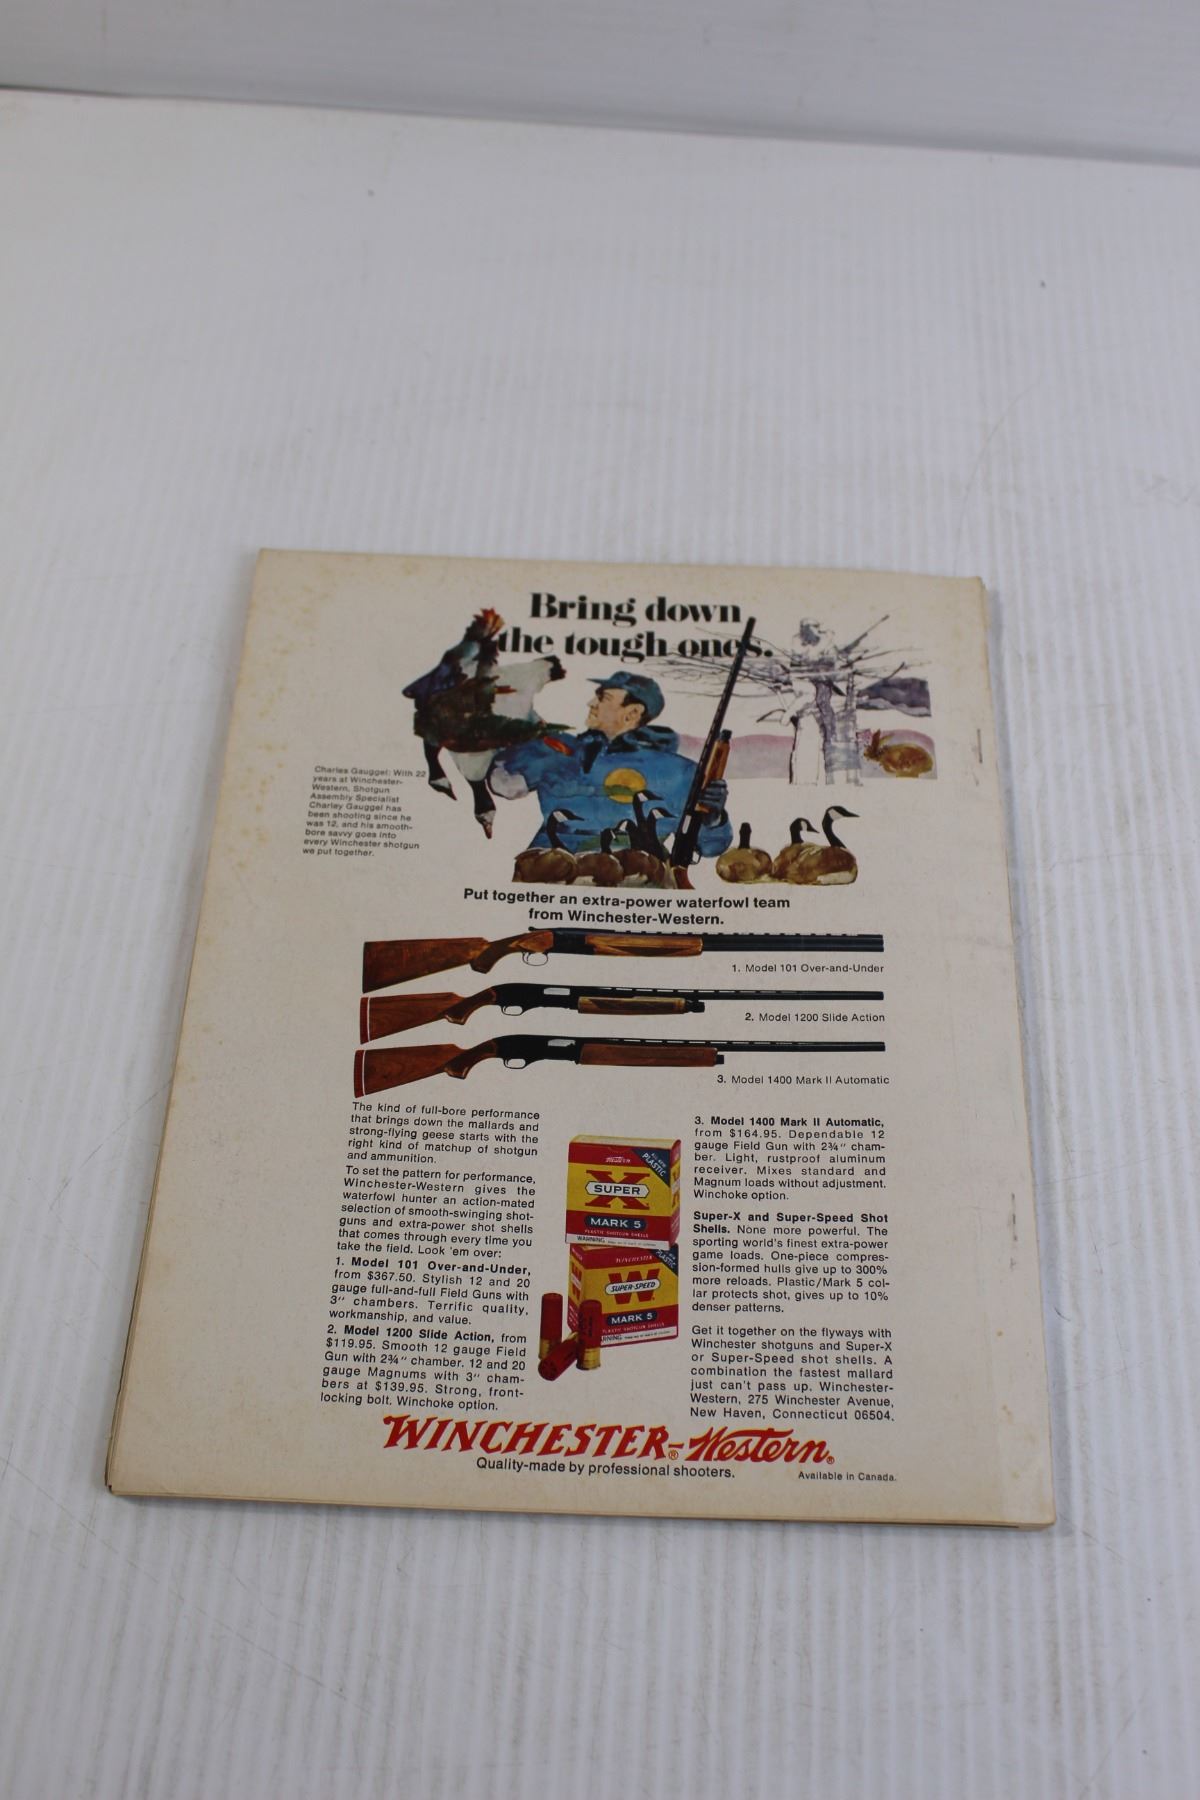 Bring down
the tough ones.
Charles Gauggel: With 22
years at Winchester-
Western, Shotgun
Assembly Specialist
Charley Gauggel has
been shooting since he
was 12, and his smooth-
bore savvy goes into
every Winchester shotgun
we put together.
Put together an extra-power waterfowl team
from Winchester-Western.
1. Model 101 Over-and-Under
2. Model 1200 Slide Action
3. Model 1400 Mark II Automatic
The kind of full-bore performance
that brings down the mallards and
strong-flying geese starts with the
right kind of matchup of shotgun
and ammunition.
To set the pattern for performance,
Winchester-Western gives the
waterfowl hunter an action-mated
selection of smooth-swinging shot-
guns and extra-power shot shells
that comes through every time you
take the field. Look 'em over:
1. Model 101 Over-and-Under,
from $367.50. Stylish 12 and 20
gauge full-and-full Field Guns with
3" chambers. Terrific quality,
workmanship, and value.
2. Model 1200 Slide Action, from
$119.95. Smooth 12 gauge Field
Gun with 2¾" chamber. 12 and 20
gauge Magnums with 3" cham-
bers at $139.95. Strong, front-
locking bolt. Winchoke option.
Western
ALL NEW
PLASTIC
X
SUPER
MARK 5
PLASTIC SHOTGUN SHELLS
WARNING
WINCHESTER
PLASTIC
W
SUPER-SPEED
MARK 5
PLASTIC SHOTGUN SHELLS
3. Model 1400 Mark II Automatic,
from $164.95. Dependable 12
gauge Field Gun with 2¾" cham-
ber. Light, rustproof aluminum
receiver. Mixes standard and
Magnum loads without adjustment.
Winchoke option.
Super-X and Super-Speed Shot
Shells. None more powerful. The
sporting world's finest extra-power
game loads. One-piece compres-
sion-formed hulls give up to 300%
more reloads. Plastic/Mark 5 col-
lar protects shot, gives up to 10%
denser patterns.
Get it together on the flyways with
Winchester shotguns and Super-X
or Super-Speed shot shells. A
combination the fastest mallard
just can't pass up. Winchester-
Western, 275 Winchester Avenue,
New Haven, Connecticut 06504.
WINCHESTER®-Western®
Quality-made by professional shooters.
Available in Canada.